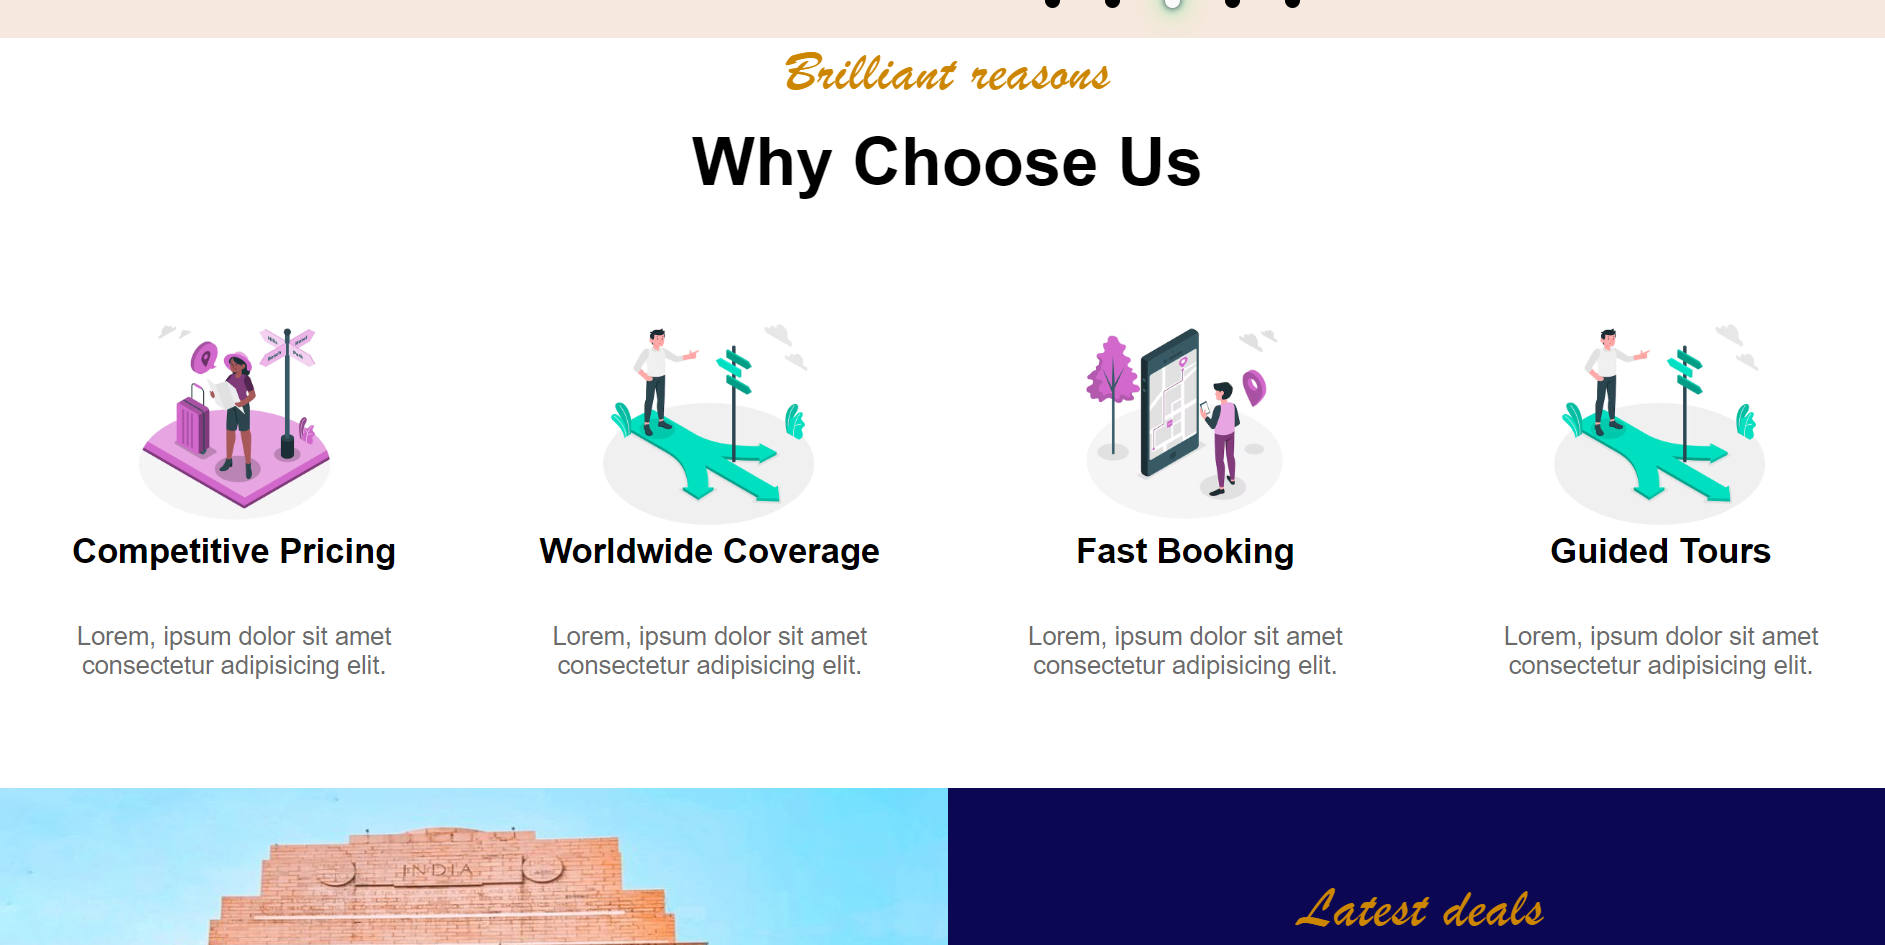 Brilliant reasons
Why Choose Us
Competitive Pricing
Lorem, ipsum dolor sit amet
consectetur adipisicing elit.
Worldwide Coverage
Lorem, ipsum dolor sit amet
consectetur adipisicing elit.
Fast Booking
Lorem, ipsum dolor sit amet
consectetur adipisicing elit.
Guided Tours
Lorem, ipsum dolor sit amet
consectetur adipisicing elit.
INDIA
Latest deals